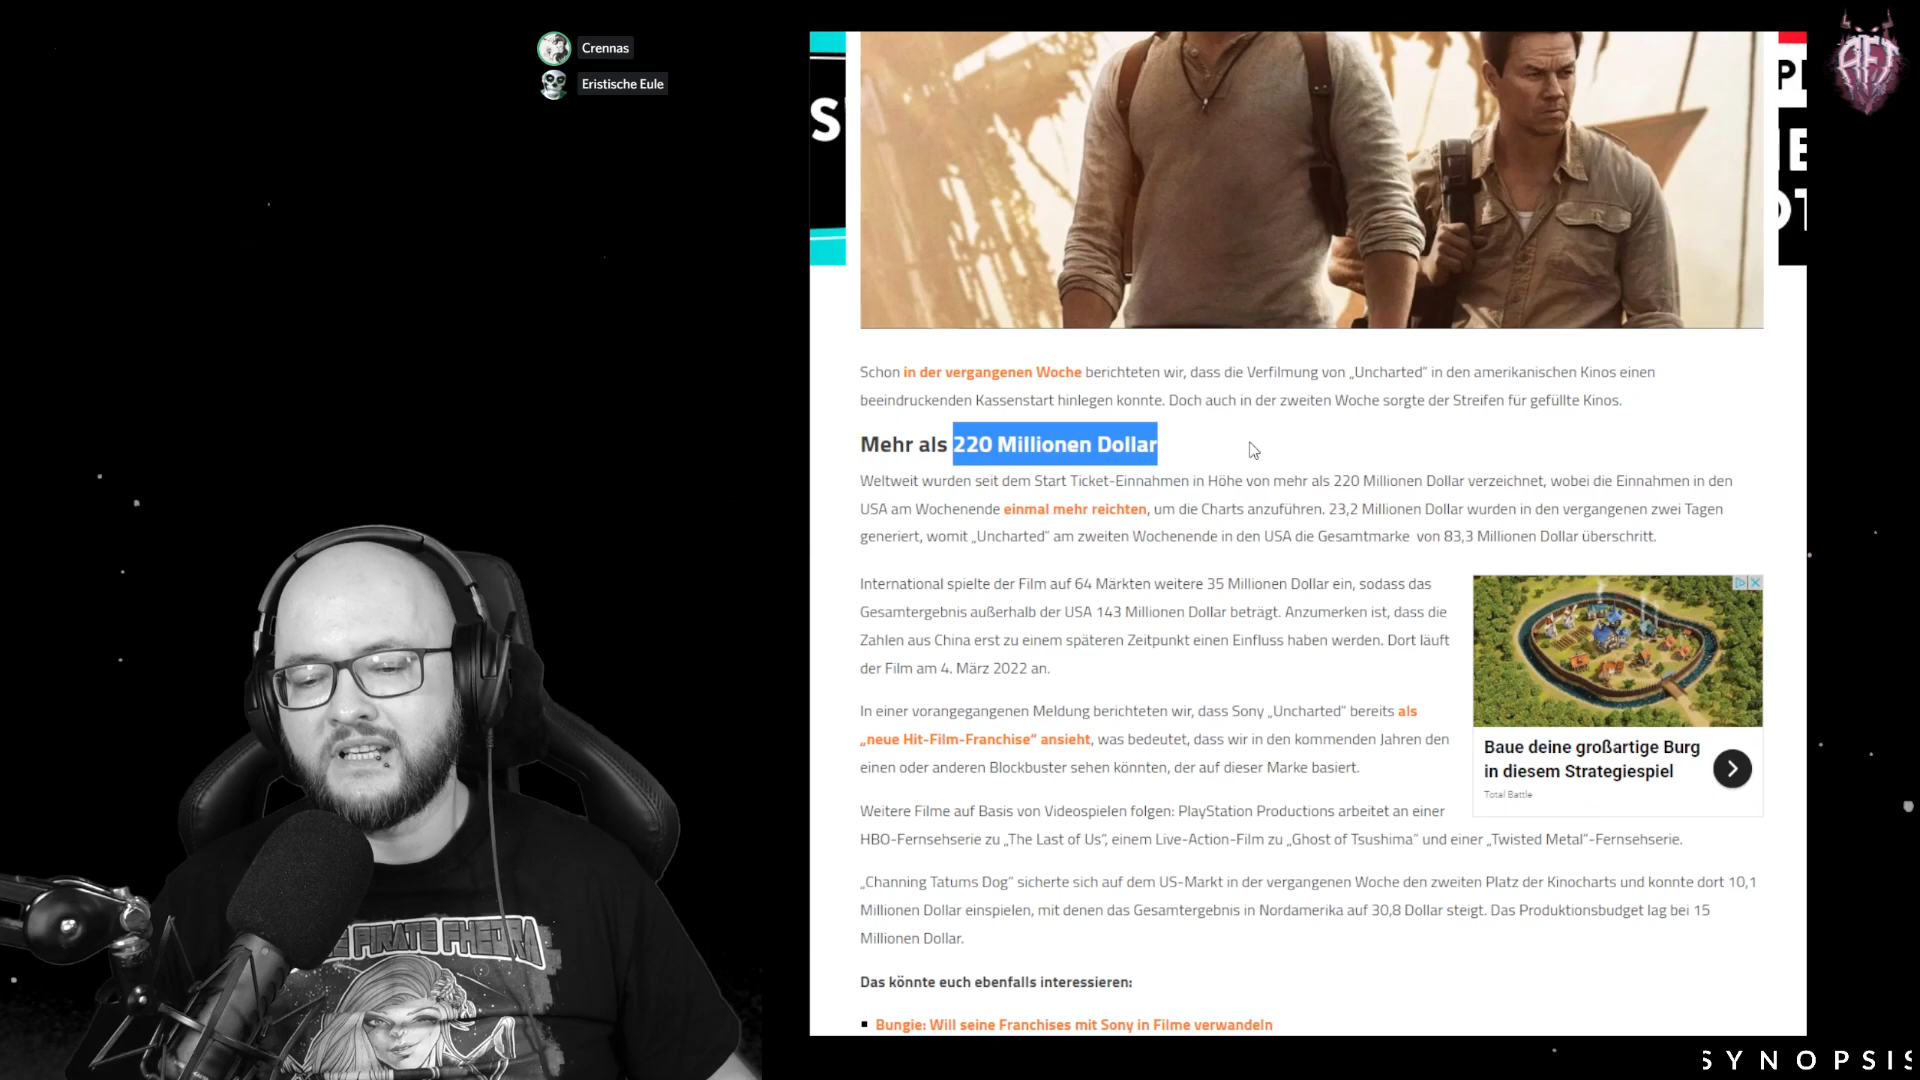 Crennas
Eristische Eule
Schon in der vergangenen Woche berichteten wir, dass die Verfilmung von „Uncharted“ in den amerikanischen Kinos einen
beeindruckenden Kassenstart hinlegen konnte. Doch auch in der zweiten Woche sorgte der Streifen für gefüllte Kinos.
Mehr als 220 Millionen Dollar
Weltweit wurden seit dem Start Ticket-Einnahmen in Höhe von mehr als 220 Millionen Dollar verzeichnet, wobei die Einnahmen in den
USA am Wochenende einmal mehr reichten, um die Charts anzuführen. 23,2 Millionen Dollar wurden in den vergangenen zwei Tagen
generiert, womit „Uncharted“ am zweiten Wochenende in den USA die Gesamtmarke von 83,3 Millionen Dollar überschritt.
International spielte der Film auf 64 Märkten weitere 35 Millionen Dollar ein, sodass das
Gesamtergebnis außerhalb der USA 143 Millionen Dollar beträgt. Anzumerken ist, dass die
Zahlen aus China erst zu einem späteren Zeitpunkt einen Einfluss haben werden. Dort läuft
der Film am 4. März 2022 an.
In einer vorangegangenen Meldung berichteten wir, dass Sony „Uncharted“ bereits als
„neue Hit-Film-Franchise“ ansieht, was bedeutet, dass wir in den kommenden Jahren den
einen oder anderen Blockbuster sehen könnten, der auf dieser Marke basiert.
Baue deine großartige Burg
in diesem Strategiespiel
Total Battle
Weitere Filme auf Basis von Videospielen folgen: PlayStation Productions arbeitet an einer
HBO-Fernsehserie zu „The Last of Us“, einem Live-Action-Film zu „Ghost of Tsushima“ und einer „Twisted Metal“-Fernsehserie.
„Channing Tatums Dog“ sicherte sich auf dem US-Markt in der vergangenen Woche den zweiten Platz der Kinocharts und konnte dort 10,1
Millionen Dollar einspielen, mit denen das Gesamtergebnis in Nordamerika auf 30,8 Dollar steigt. Das Produktionsbudget lag bei 15
Millionen Dollar.
Das könnte euch ebenfalls interessieren:
Bungie: Will seine Franchises mit Sony in Filme verwandeln
PIRATE PHEDRA
AFT
SYNOPSIS